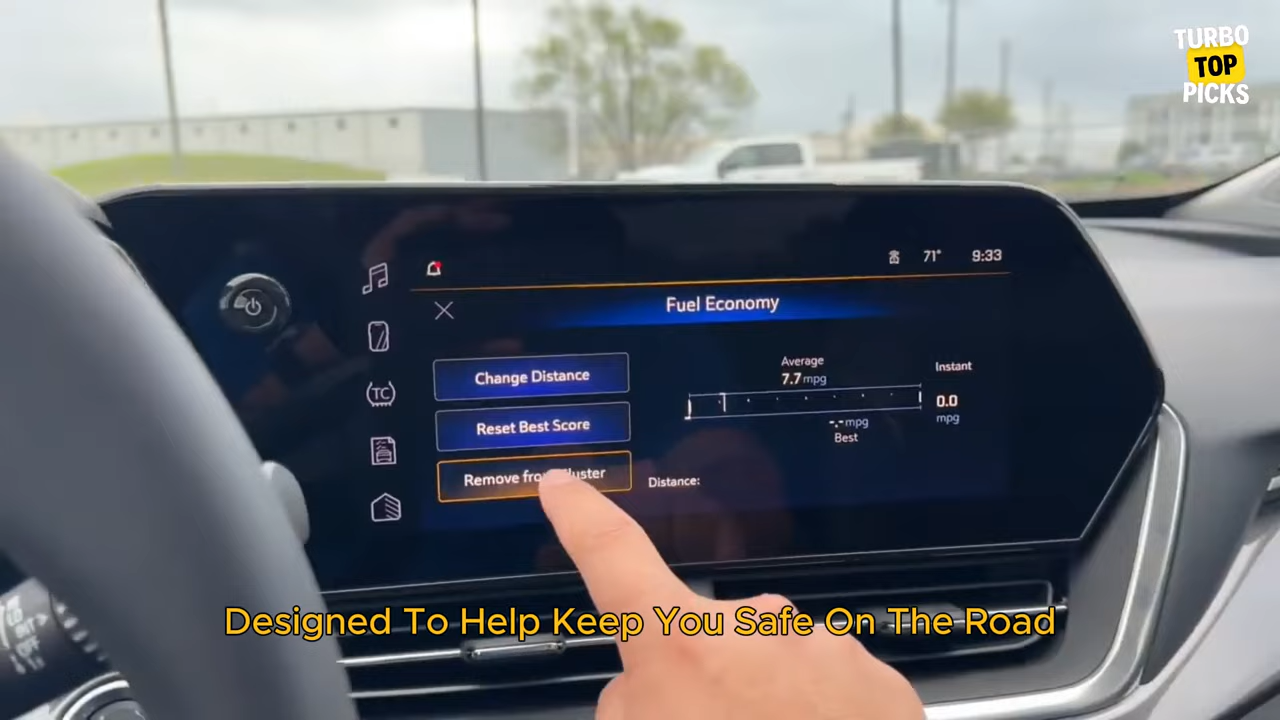 TURBO
TOP
PICKS
71°
9:33
Fuel Economy
Change Distance
Reset Best Score
Average
7.7 mpg
Instant
0.0
mpg
-.- mpg
Best
TC
Distance:
Designed To Help Keep You Safe On The Road